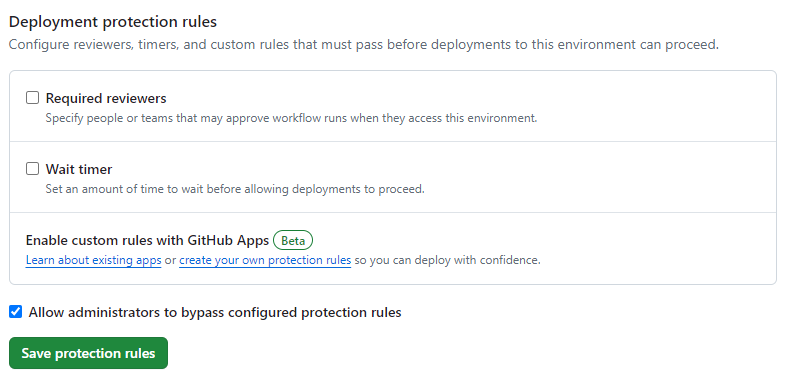 Deployment protection rules
Configure reviewers, timers, and custom rules that must pass before deployments to this environment can proceed.
Required reviewers
Specify people or teams that may approve workflow runs when they access this environment.
Wait timer
Set an amount of time to wait before allowing deployments to proceed.
Enable custom rules with GitHub Apps Beta
Learn about existing apps or create your own protection rules so you can deploy with confidence.
Allow administrators to bypass configured protection rules
Save protection rules